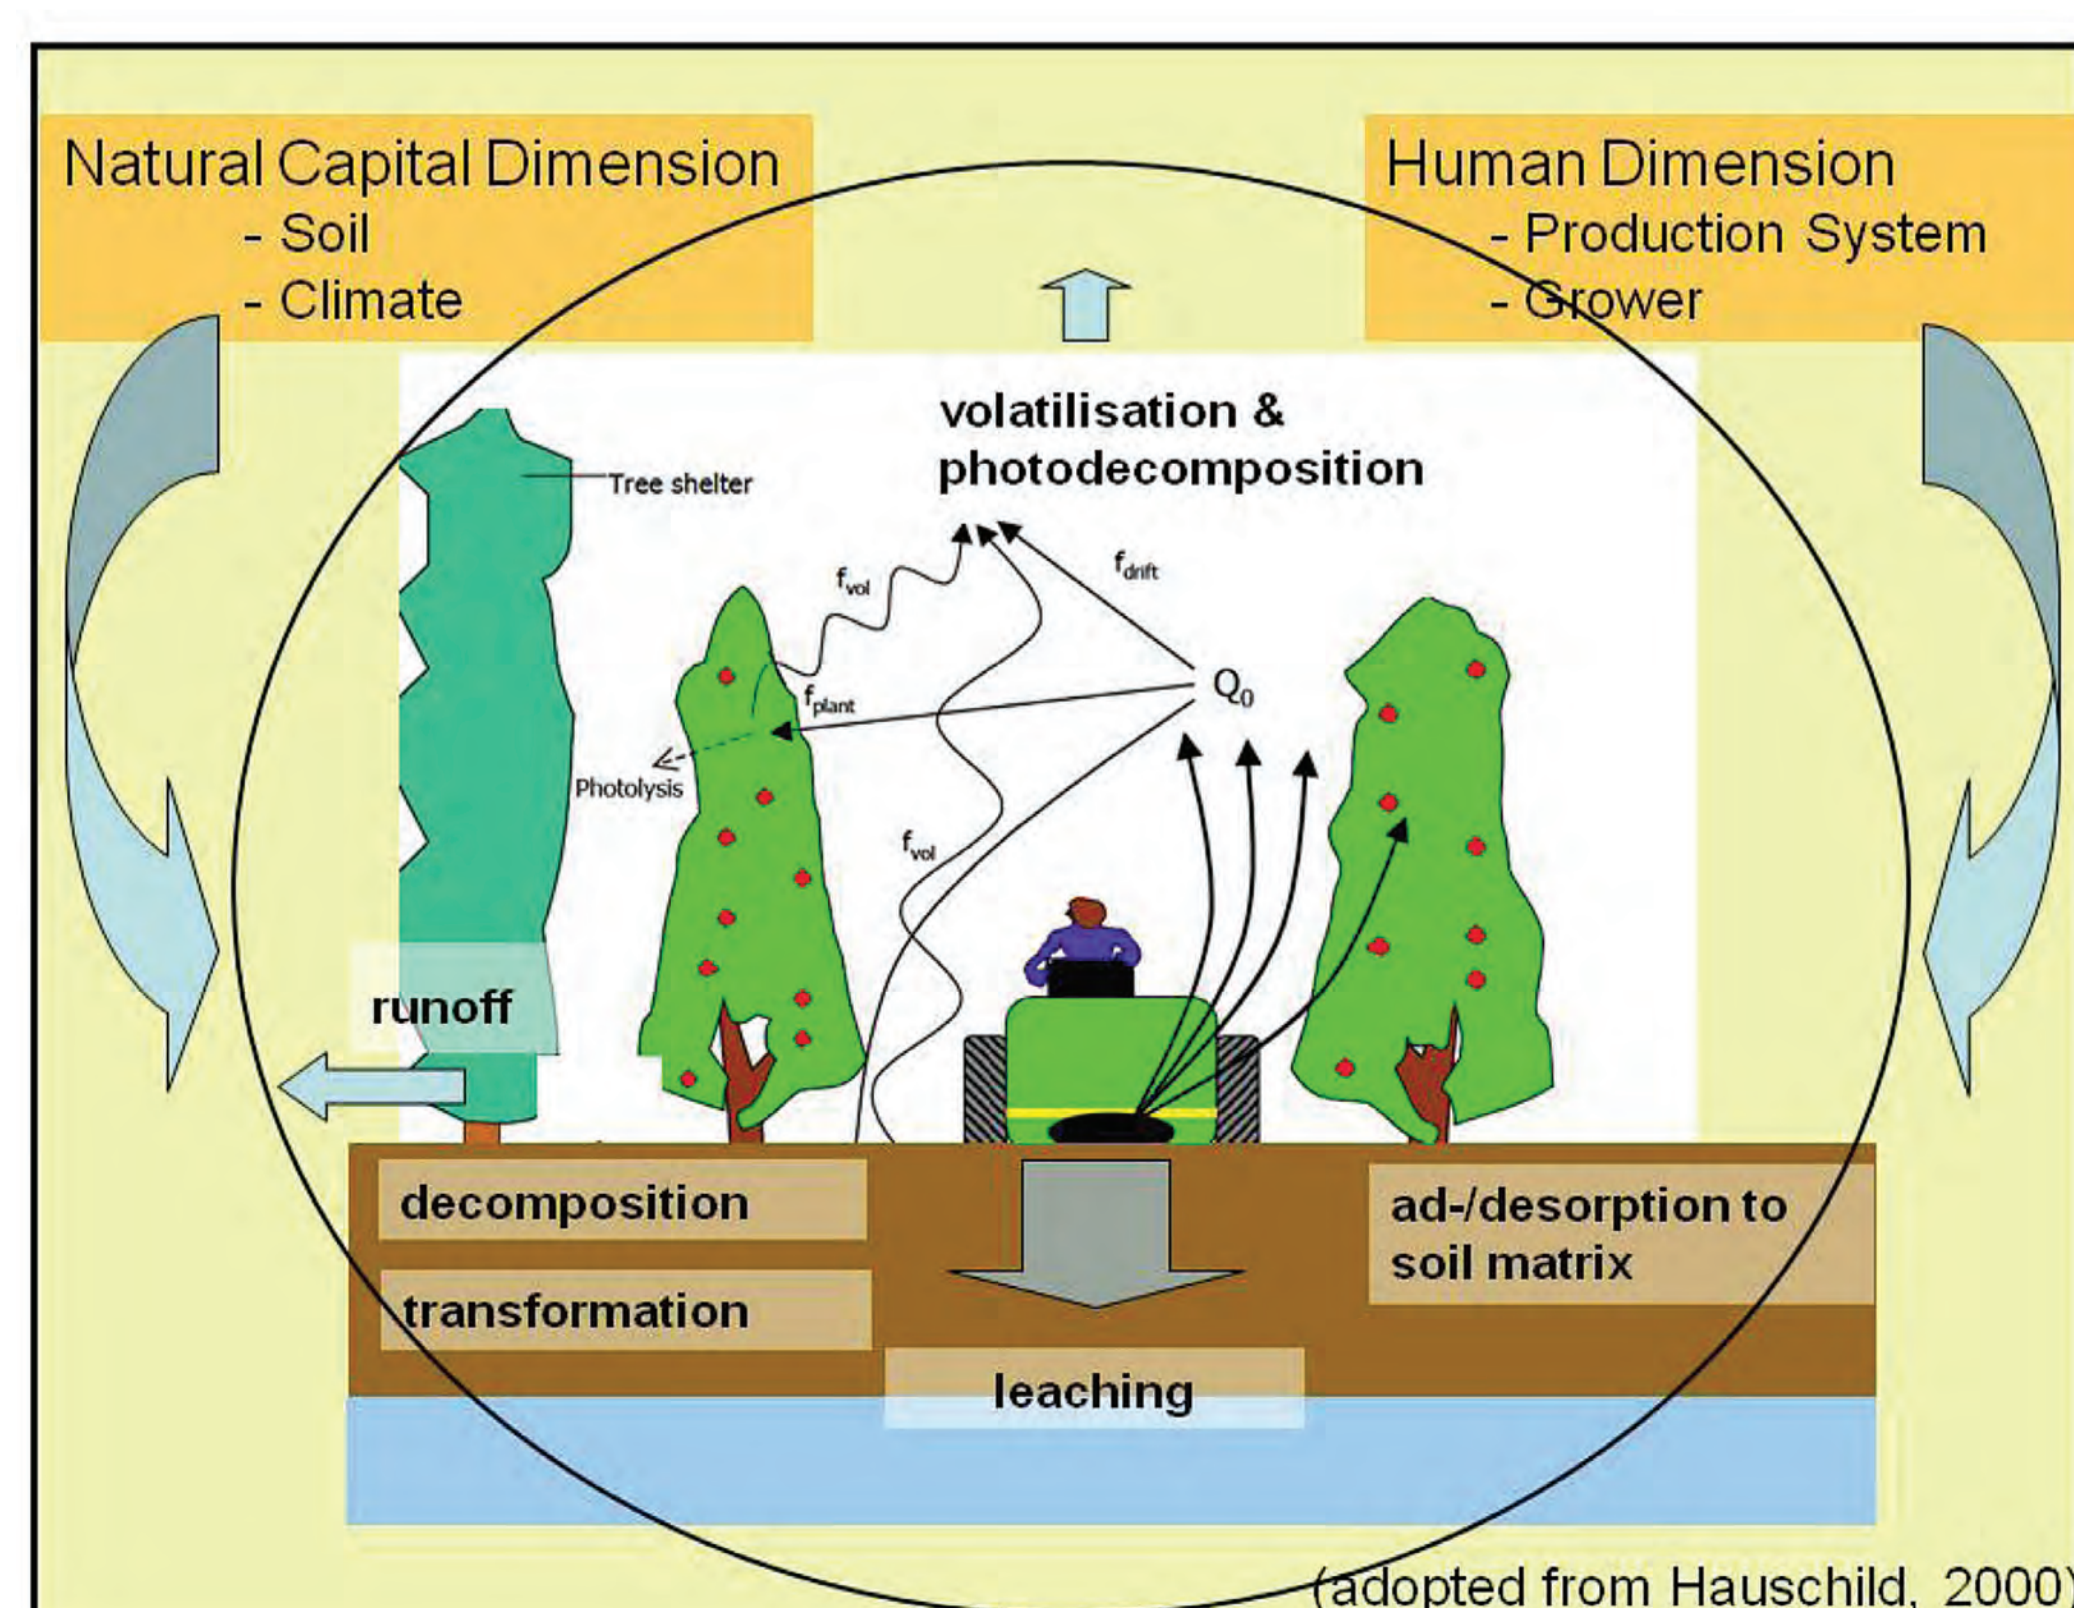 Natural Capital Dimension
- Soil
- Climate
Human Dimension
- Production System
- Grower
volatilisation &
photodecomposition
Tree shelter
fvol
fdrift
fplant
Q0
Photolysis
fvol
runoff
decomposition
transformation
ad-/desorption to
soil matrix
leaching
(adopted from Hauschild, 2000)